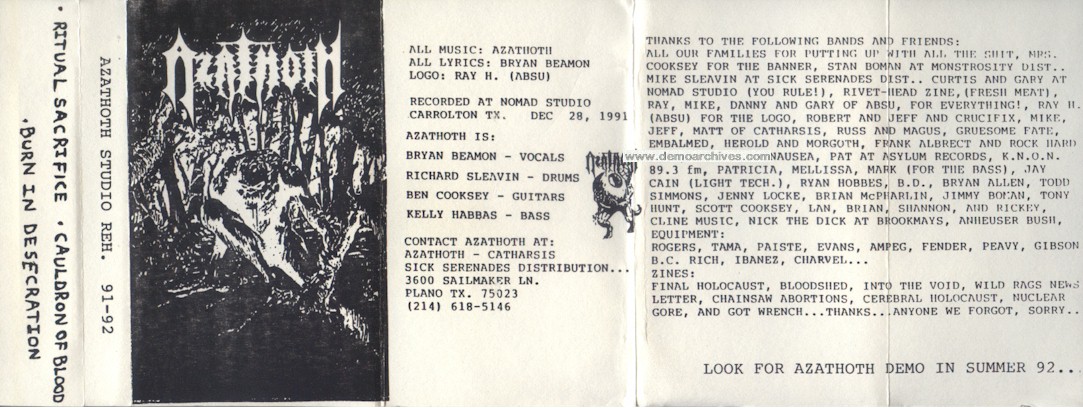 · RITUAL SACRIFICE · CAULDRON OF BLOOD
· BURN IN DESECRATION
AZATHOTH STUDIO REH. 91-92
AZATHOTH
ALL MUSIC: AZATHOTH
ALL LYRICS: BRYAN BEAMON
LOGO: RAY H. (ABSU)
RECORDED AT NOMAD STUDIO
CARROLTON TX. DEC 28, 1991
AZATHOTH IS:
BRYAN BEAMON - VOCALS
RICHARD SLEAVIN - DRUMS
BEN COOKSEY - GUITARS
KELLY HABBAS - BASS
CONTACT AZATHOTH AT:
AZATHOTH - CATHARSIS
SICK SERENADES DISTRIBUTION...
3600 SAILMAKER LN.
PLANO TX. 75023
(214) 618-5146
AZATHOTH
www.demoarchives.com
THANKS TO THE FOLLOWING BANDS AND FRIENDS:
ALL OUR FAMILIES FOR PUTTING UP WITH ALL THE SHIT, MRS.
COOKSEY FOR THE BANNER, STAN BOMAN AT MONSTROSITY DIST..
MIKE SLEAVIN AT SICK SERENADES DIST.. CURTIS AND GARY AT
NOMAD STUDIO (YOU RULE!), RIVET-HEAD ZINE,(FRESH MEAT),
RAY, MIKE, DANNY AND GARY OF ABSU, FOR EVERYTHING!, RAY H.
(ABSU) FOR THE LOGO, ROBERT AND JEFF AND CRUCIFIX, MIKE,
JEFF, MATT OF CATHARSIS, RUSS AND MAGUS, GRUESOME FATE,
EMBALMED, HEROLD AND MORGOTH, FRANK ALBRECT AND ROCK HARD
NAUSEA, PAT AT ASYLUM RECORDS, K.N.O.N.
89.3 fm, PATRICIA, MELLISSA, MARK (FOR THE BASS), JAY
CAIN (LIGHT TECH.), RYAN HOBBES, B.D., BRYAN ALLEN, TODD
SIMMONS, JENNY LOCKE, BRIAN McPHARLIN, JIMMY BOMAN, TONY
HUNT, SCOTT COOKSEY, LAN, BRIAN, SHANNON, AND RICKEY,
CLINE MUSIC, NICK THE DICK AT BROOKMAYS, ANHEUSER BUSH,
EQUIPMENT:
ROGERS, TAMA, PAISTE, EVANS, AMPEG, FENDER, PEAVY, GIBSON
B.C. RICH, IBANEZ, CHARVEL...
ZINES:
FINAL HOLOCAUST, BLOODSHED, INTO THE VOID, WILD RAGS NEWS
LETTER, CHAINSAW ABORTIONS, CEREBRAL HOLOCAUST, NUCLEAR
GORE, AND GOT WRENCH...THANKS...ANYONE WE FORGOT, SORRY..
LOOK FOR AZATHOTH DEMO IN SUMMER 92...